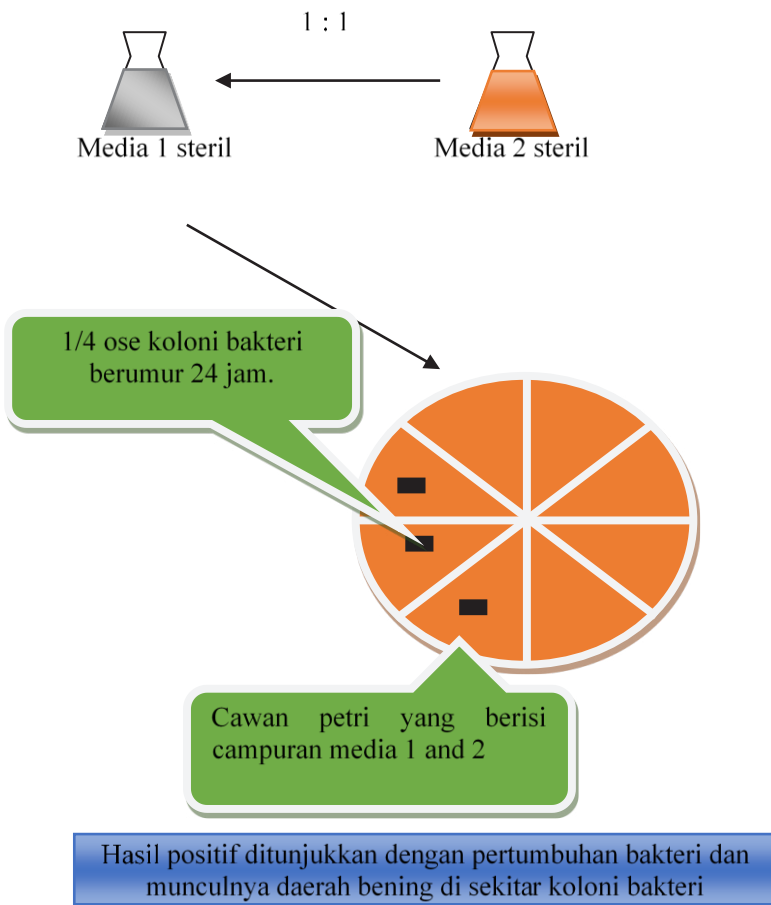 1 : 1
Media 1 steril
Media 2 steril
1/4 ose koloni bakteri
berumur 24 jam.
Cawan petri yang berisi
campuran media 1 and 2
Hasil positif ditunjukkan dengan pertumbuhan bakteri dan
munculnya daerah bening di sekitar koloni bakteri